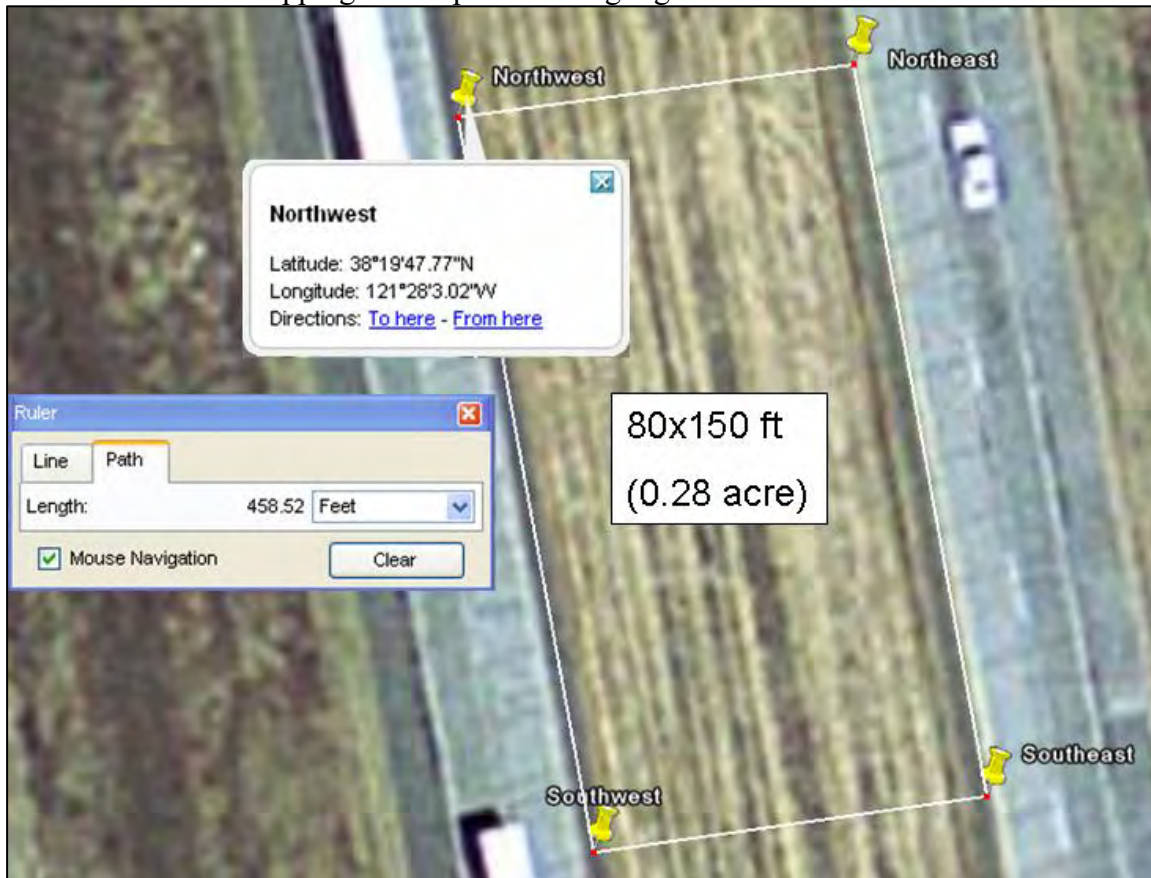 Northwest
Northeast
Northwest
Latitude: 38°19'47.77"N
Longitude: 121°28'3.02"W
Directions: To here - From here
Ruler
Line Path
Length: 458.52 Feet
Mouse Navigation Clear
80x150 ft
(0.28 acre)
Southeast
Southwest